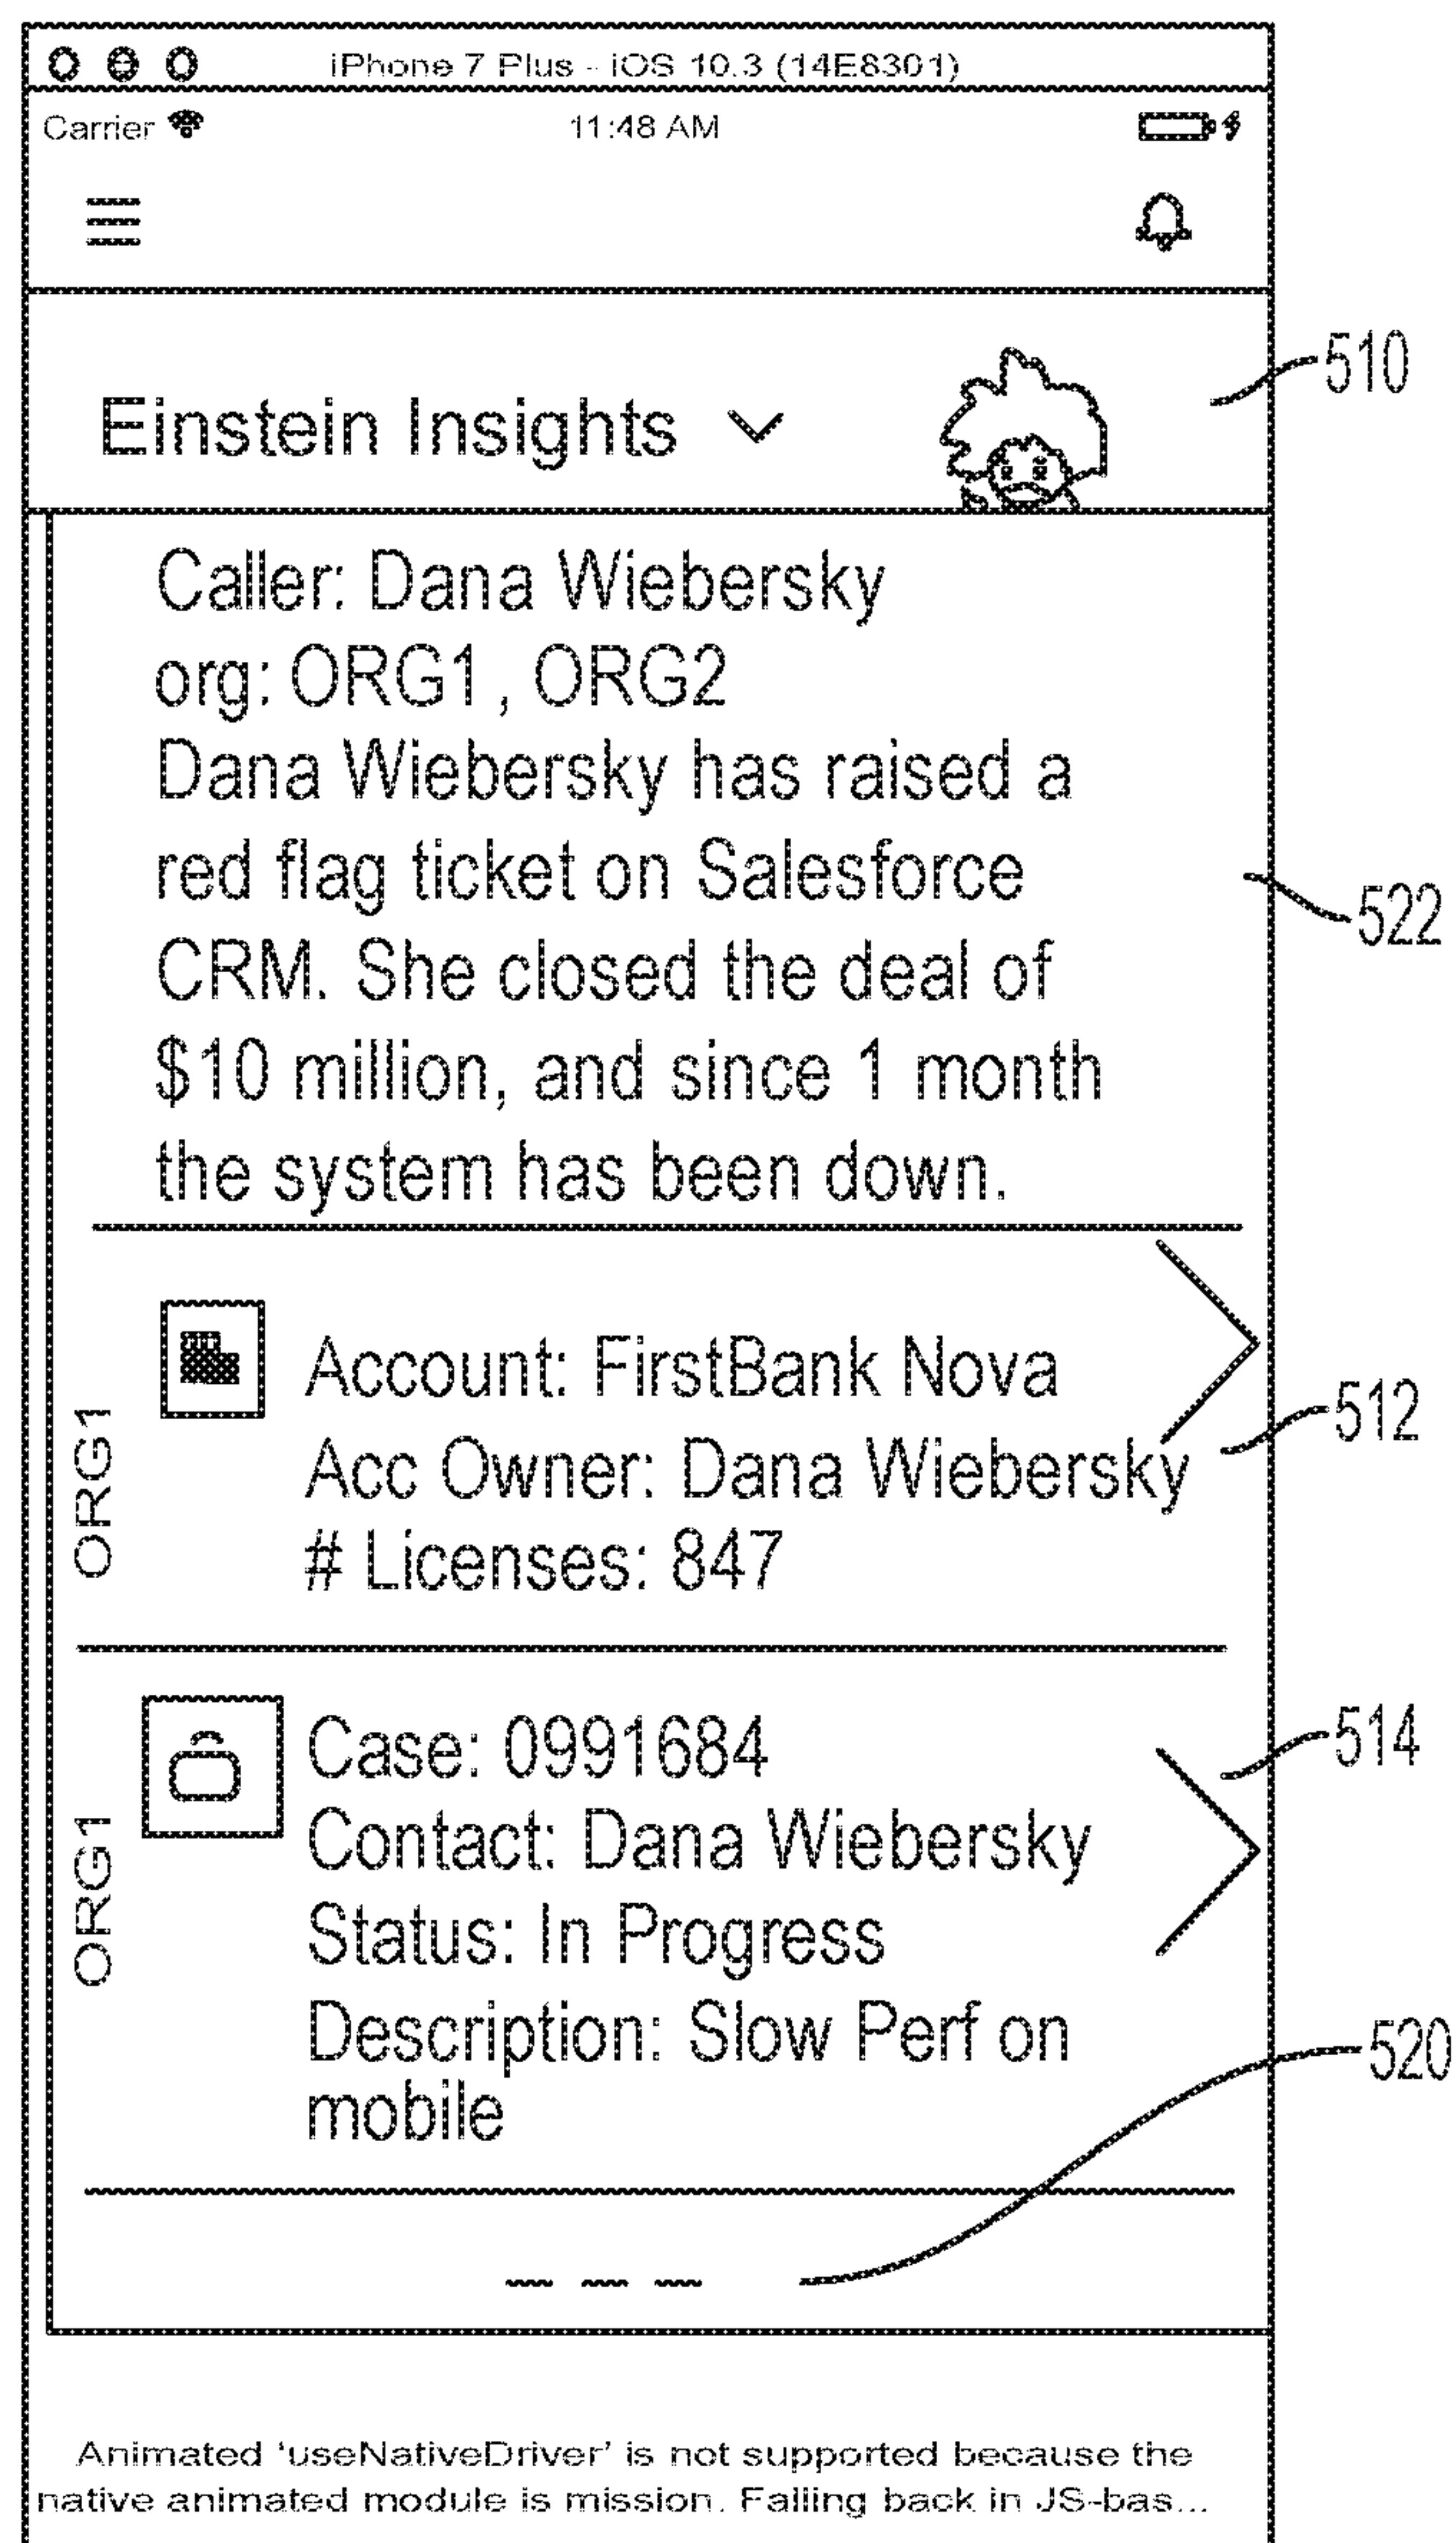 iPhone 7 Plus - iOS 10.3 (14E8301)
Carrier
11:48 AM
Einstein Insights
510
Caller: Dana Wiebersky
org: ORG1, ORG2
Dana Wiebersky has raised a
red flag ticket on Salesforce
CRM. She closed the deal of
$10 million, and since 1 month
the system has been down.
522
ORG1
Account: FirstBank Nova
Acc Owner: Dana Wiebersky
# Licenses: 847
512
ORG1
Case: 0991684
Contact: Dana Wiebersky
Status: In Progress
Description: Slow Perf on
mobile
514
520
Animated ‘useNativeDriver’ is not supported because the
native animated module is mission. Falling back in JS-bas...